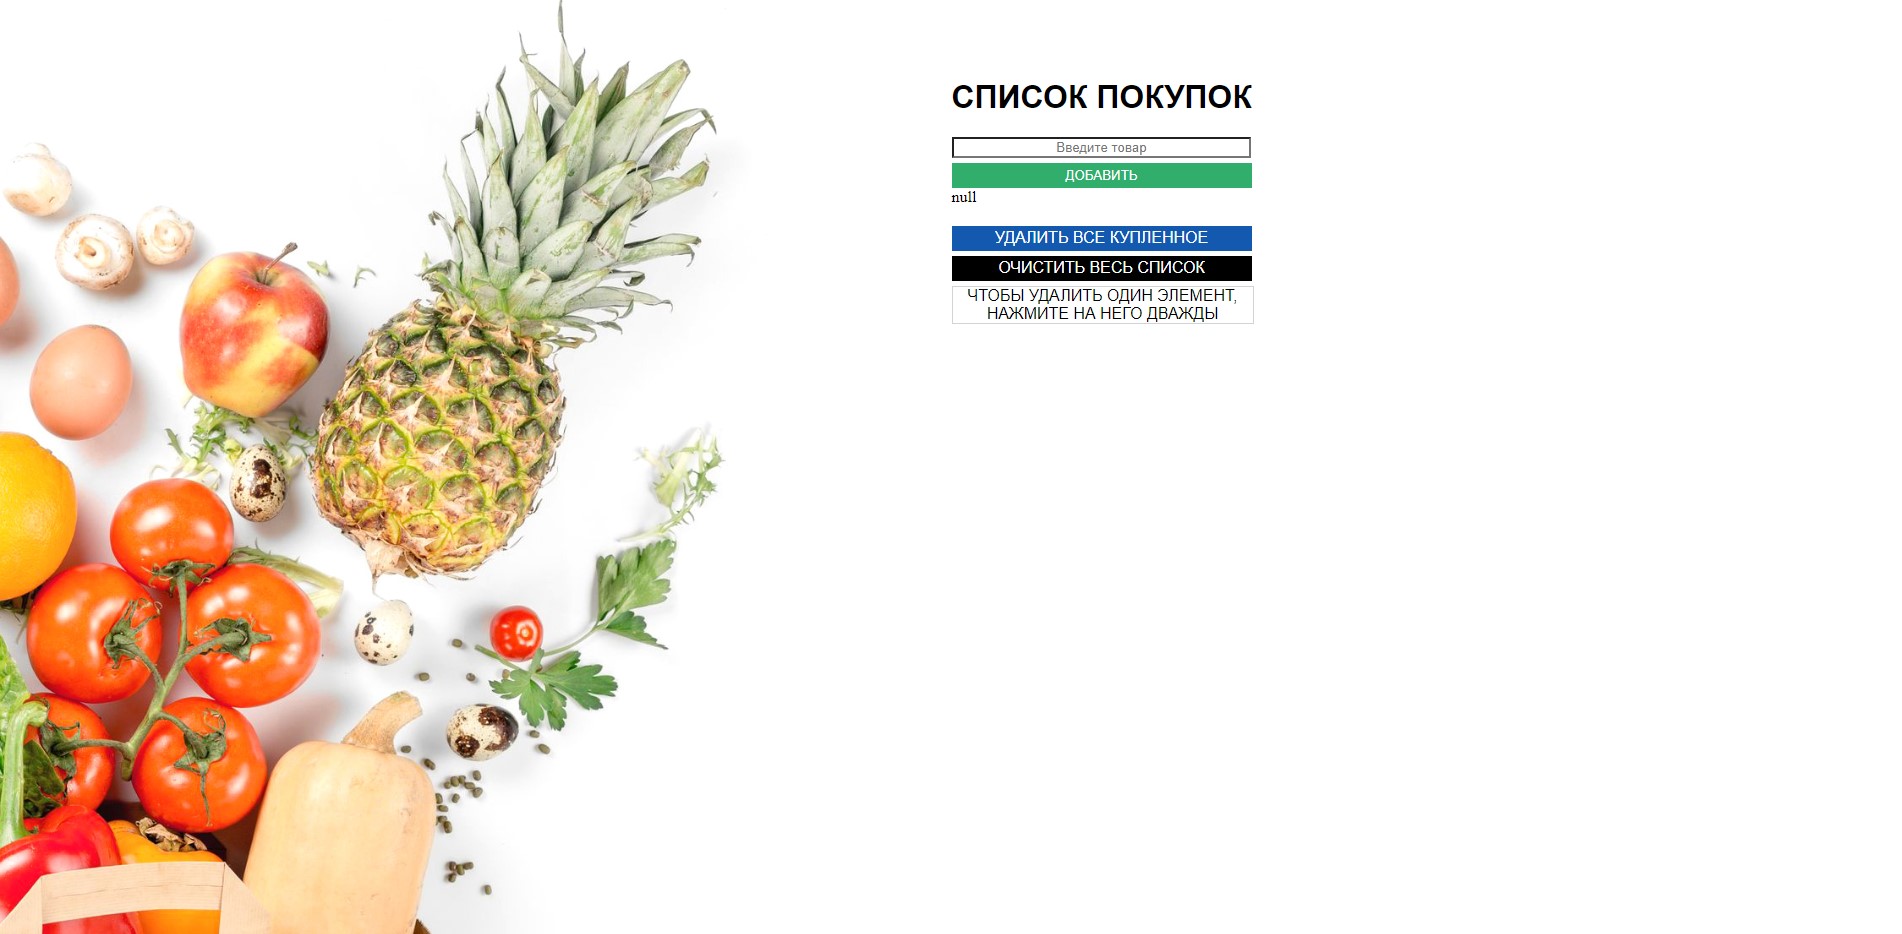 СПИСОК ПОКУПОК
Введите товар
ДОБАВИТЬ
null
УДАЛИТЬ ВСЕ КУПЛЕННОЕ
ОЧИСТИТЬ ВЕСЬ СПИСОК
ЧТОБЫ УДАЛИТЬ ОДИН ЭЛЕМЕНТ,
НАЖМИТЕ НА НЕГО ДВАЖДЫ